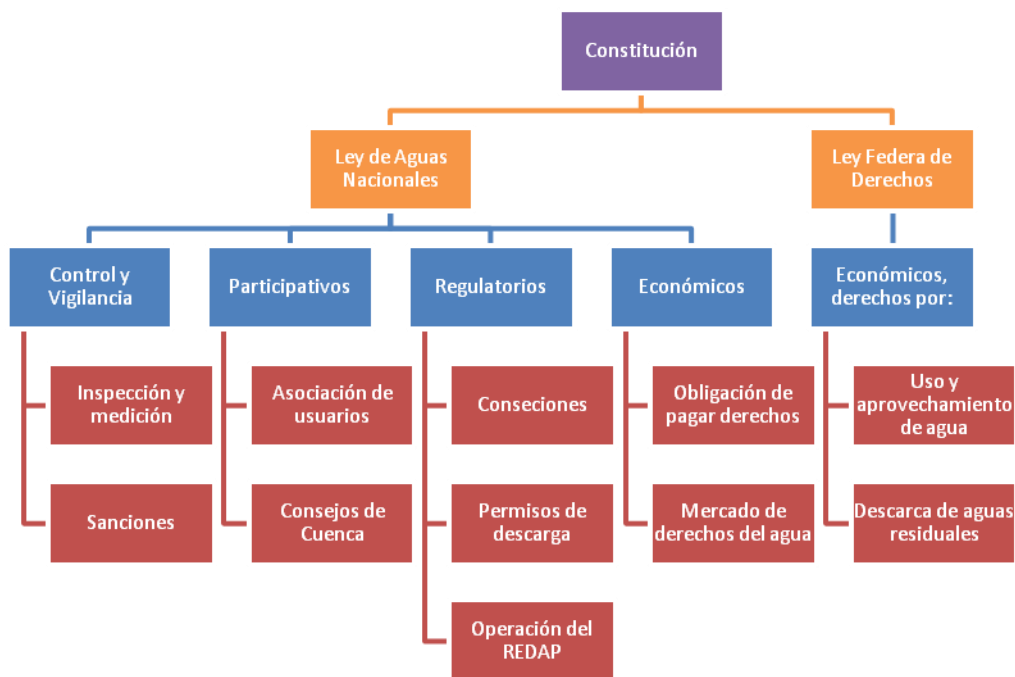 Constitución
Ley de Aguas
Nacionales
Ley Federa de
Derechos
Control y
Vigilancia
Participativos
Regulatorios
Económicos
Económicos,
derechos por:
Inspección y
medición
Asociación de
usuarios
Conseciones
Obligación de
pagar derechos
Uso y
aprovechamiento
de agua
Sanciones
Consejos de
Cuenca
Permisos de
descarga
Mercado de
derechos del agua
Descarca de aguas
residuales
Operación del
REDAP